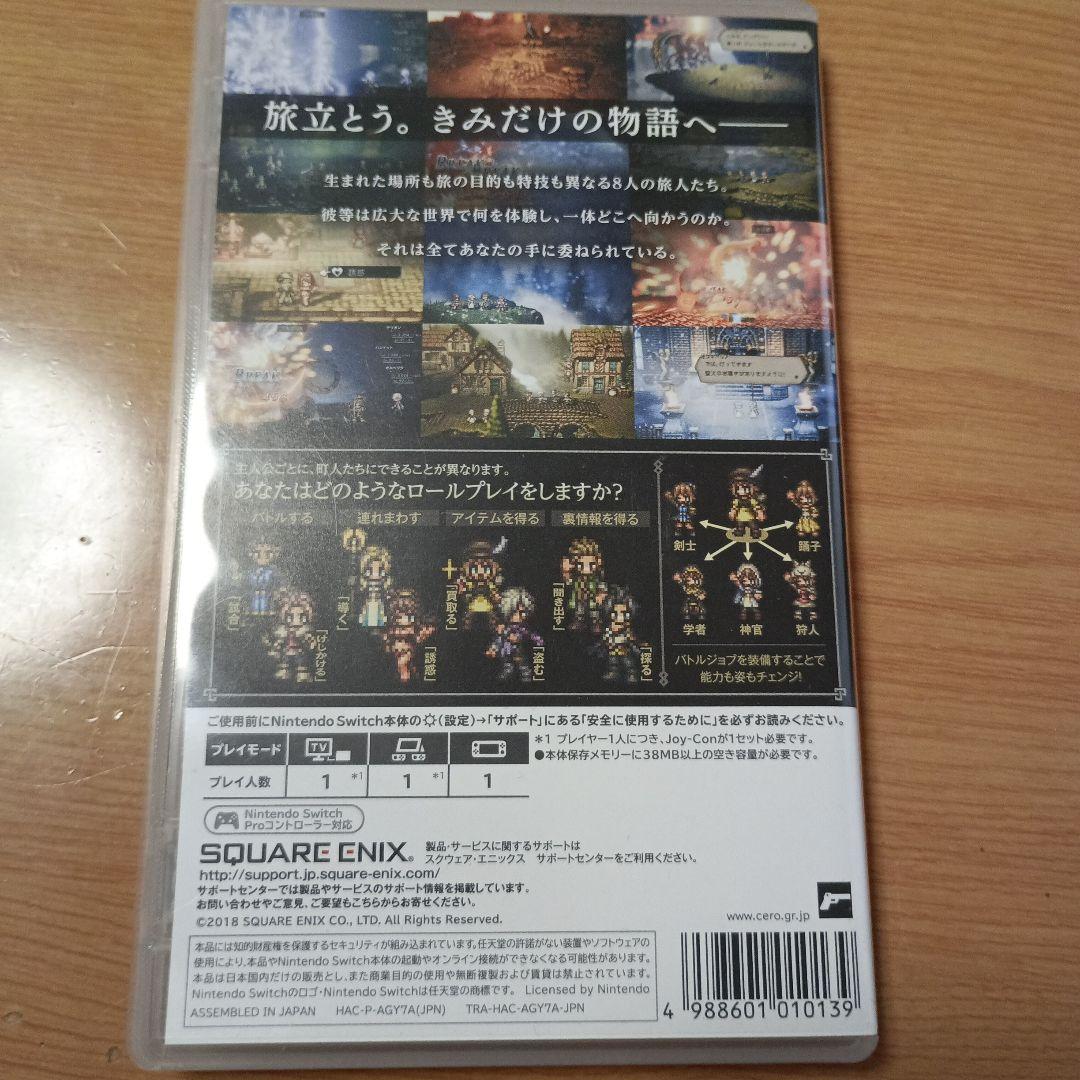 旅立とう。きみだけの物語へ――
生まれた場所も旅の目的も特技も異なる8人の旅人たち。
彼等は広大な世界で何を体験し、一体どこへ向かうのか。
それは全てあなたの手に委ねられている。
誘惑
BREAK
主人公ごとに、町人たちにできることが異なります。
あなたはどのようなロールプレイをしますか?
バトルする 連れまわす アイテムを得る 裏情報を得る
「試合」
「けしかける」
「導く」
「誘惑」
「買取る」
「盗む」
「聞き出す」
「探る」
剣士 踊子
学者 神官 狩人
バトルジョブを装備することで
能力も姿もチェンジ!
ご使用前にNintendo Switch本体の(設定)→「サポート」にある「安全に使用するために」を必ずお読みください。
プレイモード TV
プレイ人数 1 *1 1 *1 1
*1 プレイヤー1人につき、Joy-Conが1セット必要です。
●本体保存メモリーに38MB以上の空き容量が必要です。
Nintendo Switch
Proコントローラー対応
SQUARE ENIX®
製品・サービスに関するサポートは
スクウェア・エニックス サポートセンターをご利用ください。
http://support.jp.square-enix.com/
サポートセンターでは製品やサービスのサポート情報を掲載しています。
お問い合わせやご意見、ご要望もこちらからお寄せください。
©2018 SQUARE ENIX CO., LTD. All Rights Reserved.
www.cero.gr.jp
本品には知的財産権を保護するセキュリティが組み込まれています。任天堂の許諾がない装置やソフトウェアの
使用により、本品やNintendo Switch本体の起動やオンライン接続ができなくなる可能性があります。
本品は日本国内だけの販売とし、また商業目的の使用や無断複製および賃貸は禁止されています。
Nintendo Switchのロゴ・Nintendo Switchは任天堂の商標です。 Licensed by Nintendo
ASSEMBLED IN JAPAN HAC-P-AGY7A(JPN) TRA-HAC-AGY7A-JPN
4 988601 010139